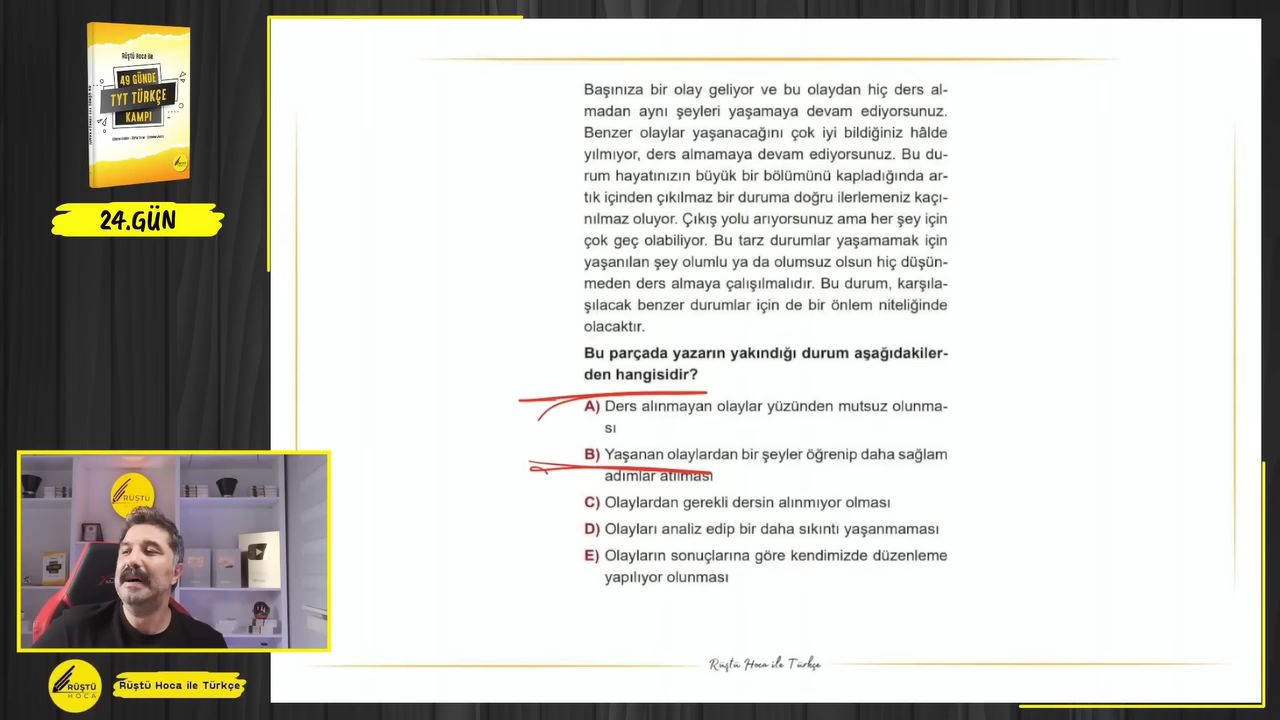 Rüştü Hoca ile
49 GÜNDE
TYT TÜRKÇE
KAMPI
24.GÜN
Başınıza bir olay geliyor ve bu olaydan hiç ders al-
madan aynı şeyleri yaşamaya devam ediyorsunuz.
Benzer olaylar yaşanacağını çok iyi bildiğiniz hâlde
yılmıyor, ders almamaya devam ediyorsunuz. Bu du-
rum hayatınızın büyük bir bölümünü kapladığında ar-
tık içinden çıkılmaz bir duruma doğru ilerlemeniz kaçı-
nılmaz oluyor. Çıkış yolu arıyorsunuz ama her şey için
çok geç olabiliyor. Bu tarz durumlar yaşamamak için
yaşanılan şey olumlu ya da olumsuz olsun hiç düşün-
meden ders almaya çalışılmalıdır. Bu durum, karşıla-
şılacak benzer durumlar için de bir önlem niteliğinde
olacaktır.
Bu parçada yazarın yakındığı durum aşağıdakiler-
den hangisidir?
A) Ders alınmayan olaylar yüzünden mutsuz olunma-
sı
B) Yaşanan olaylardan bir şeyler öğrenip daha sağlam
adımlar atılması
C) Olaylardan gerekli dersin alınmıyor olması
D) Olayları analiz edip bir daha sıkıntı yaşanmaması
E) Olayların sonuçlarına göre kendimizde düzenleme
yapılıyor olunması
Rüştü Hoca ile Türkçe
RÜŞTÜ
RÜŞTÜ
HOCA
Rüştü Hoca ile Türkçe